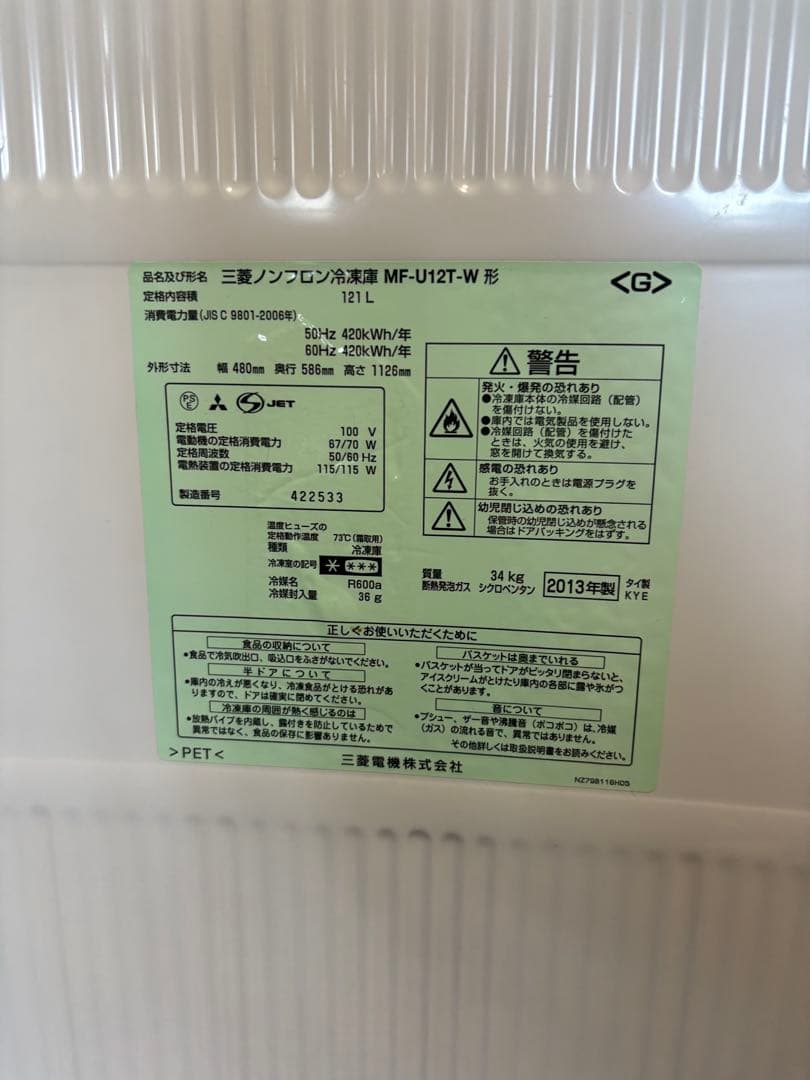 品名及び形名 三菱ノンフロン冷凍庫 MF-U12T-W 形
<G>
定格内容積 121 L
消費電力量(JIS C 9801-2006年)
50Hz 420kWh/年
60Hz 420kWh/年
外形寸法 幅 480mm 奥行 586mm 高さ 1126mm
PSE JET
定格電圧 100 V
電動機の定格消費電力 67/70 W
定格周波数 50/60 Hz
電熱装置の定格消費電力 115/115 W
製造番号 422533
警告
発火・爆発の恐れあり
●冷凍庫本体の冷媒回路(配管)
を傷付けない。
●庫内では電気製品を使用しない。
●冷媒回路(配管)を傷付けた
ときは、火気の使用を避け、
窓を開けて換気する。
感電の恐れあり
お手入れのときは電源プラグを
抜く。
幼児閉じ込めの恐れあり
保管時の幼児閉じ込めが懸念される
場合はドアパッキングをはずす。
温度ヒューズの
定格動作温度 73℃(霜取用)
種類 冷凍庫
冷凍室の記号 * ***
冷媒名 R600a
冷媒封入量 36 g
質量 34 kg
断熱発泡ガス シクロペンタン
2013年製
タイ製
KYE
正しくお使いいただくために
食品の収納について
•食品で冷気吹出口、吸込口をふさがないでください。
半ドアについて
•庫内の冷えが悪くなり、冷凍食品がとける恐れがあ
りますので、ドアは確実に閉めてください。
冷凍庫の周囲が熱く感じるのは
•放熱パイプを内蔵し、露付きを防止しているためで
異常ではなく、食品の保存に影響ありません。
バスケットは奥までいれる
•バスケットが当ってドアがピッタリ閉まらないと、
アイスクリームがとけたり庫内の各部に露や氷がつ
くことがあります。
音について
•プシュー、ザー音や沸騰音(ポコポコ)は、冷媒
(ガス)の流れる音で、異常ではありません。
その他詳しくは取扱説明書をお読みください。
>PET<
三菱電機株式会社
NZ798116H05